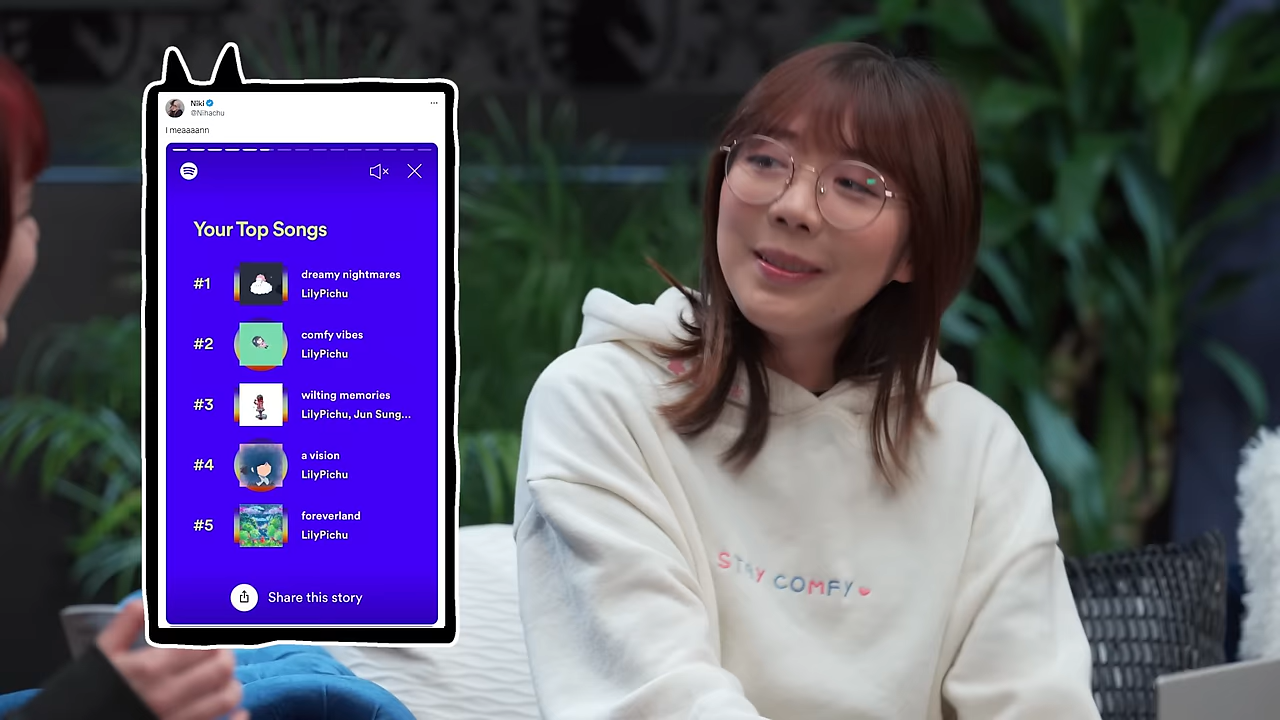 Niki
@Nihachu
I meaaaann
Your Top Songs
#1
dreamy nightmares
LilyPichu
#2
comfy vibes
LilyPichu
#3
wilting memories
LilyPichu, Jun Sung...
#4
a vision
LilyPichu
#5
foreverland
LilyPichu
Share this story
STAY COMFY